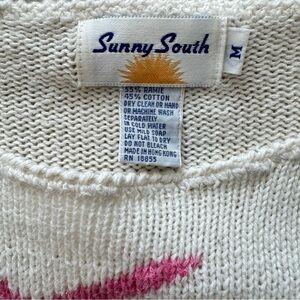 Sunny South
M
55% RAMIE
45% COTTON
DRY CLEAN OR HAND
OR MACHINE WASH
SEPARATELY
IN COLD WATER
USE MILD SOAP
LAY FLAT TO DRY
DO NOT BLEACH
MADE IN HONG KONG
RN 18855